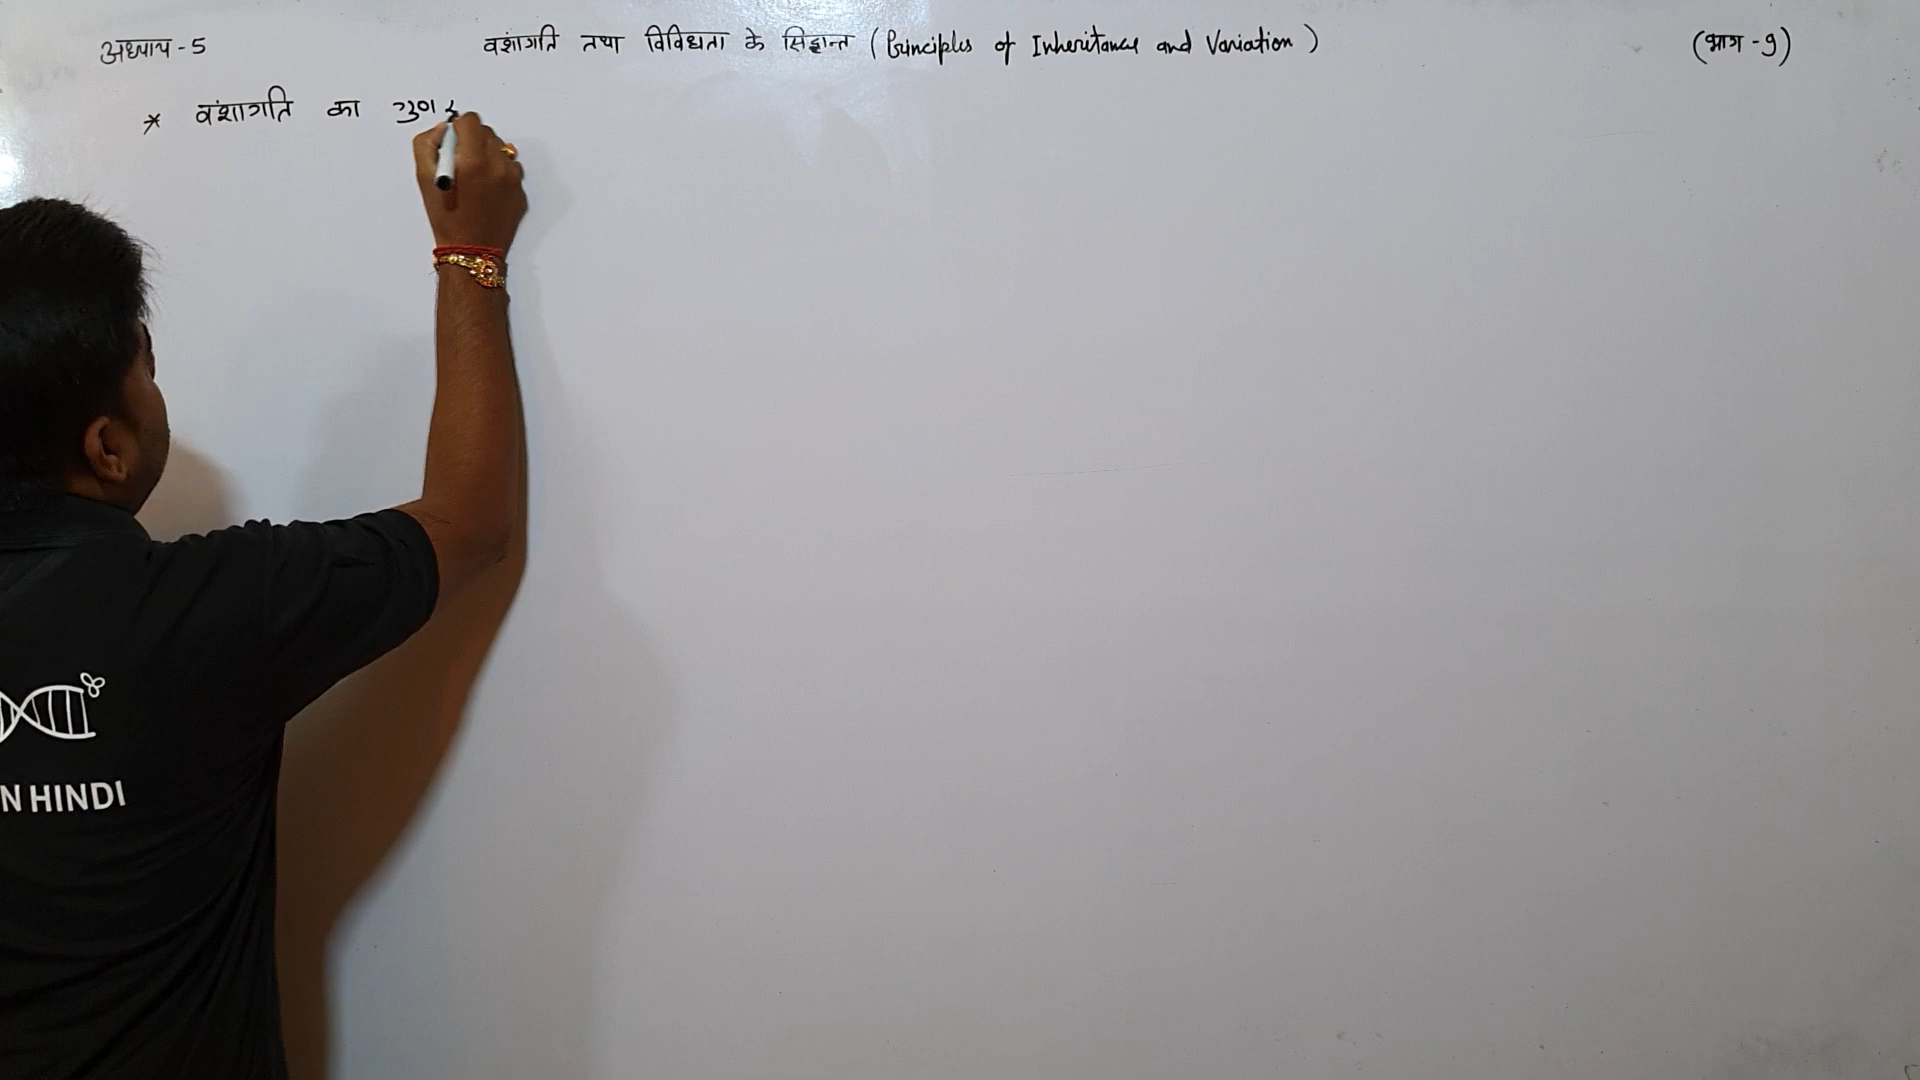 अध्याय - 5 वंशागति तथा विविधता के सिद्धान्त (Principles of Inheritance and Variation) (भाग - 9)
* वंशागति का गुण
N HINDI